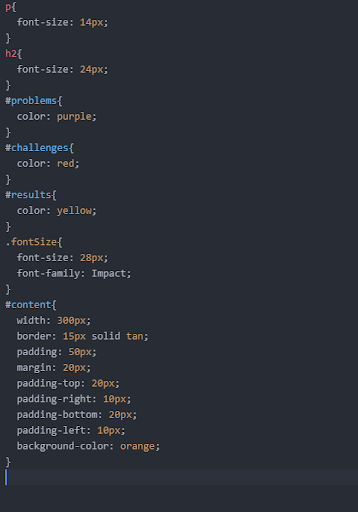 p{
  font-size: 14px;
}
h2{
  font-size: 24px;
}
#problems{
  color: purple;
}
#challenges{
  color: red;
}
#results{
  color: yellow;
}
.fontSize{
  font-size: 28px;
  font-family: Impact;
}
#content{
  width: 300px;
  border: 15px solid tan;
  padding: 50px;
  margin: 20px;
  padding-top: 20px;
  padding-right: 10px;
  padding-bottom: 20px;
  padding-left: 10px;
  background-color: orange;
}